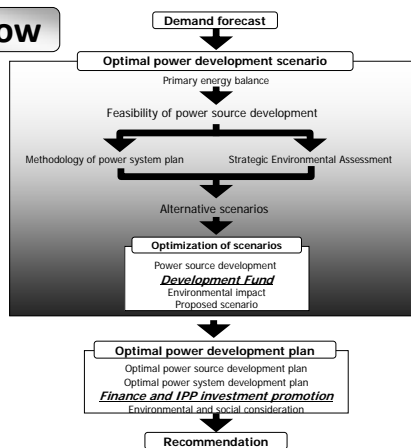 ow
Demand forecast
Optimal power development scenario
Primary energy balance
Feasibility of power source development
Methodology of power system plan
Strategic Environmental Assessment
Alternative scenarios
Optimization of scenarios
Power source development
Development Fund
Environmental impact
Proposed scenario
Optimal power development plan
Optimal power source development plan
Optimal power system development plan
Finance and IPP investment promotion
Environmental and social consideration
Recommendation